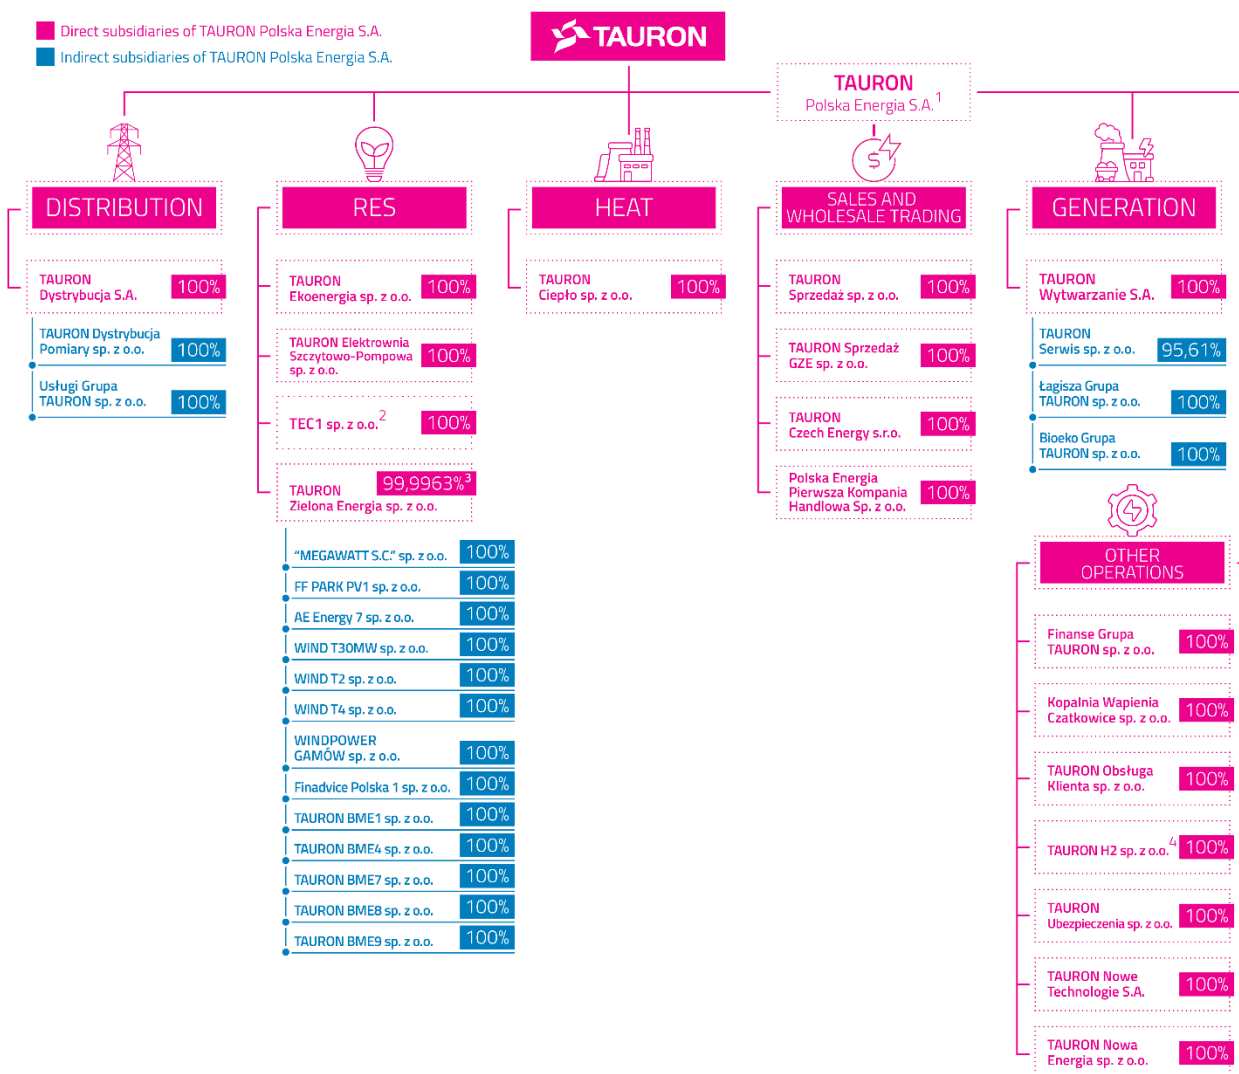 Direct subsidiaries of TAURON Polska Energia S.A.
Indirect subsidiaries of TAURON Polska Energia S.A.
TAURON
TAURON
Polska Energia S.A.1
DISTRIBUTION
TAURON
Dystrybucja S.A.
100%
TAURON Dystrybucja
Pomiary sp. z o.o.
100%
Usługi Grupa
TAURON sp. z o.o.
100%
RES
TAURON
Ekoenergia sp. z o.o.
100%
TAURON Elektrownia
Szczytowo-Pompowa
sp. z o.o.
100%
TEC1 sp. z o.o.2
100%
TAURON
Zielona Energia sp. z o.o.
99,9963%3
"MEGAWATT S.C." sp. z o.o.
100%
FF PARK PV1 sp. z o.o.
100%
AE Energy 7 sp. z o.o.
100%
WIND T30MW sp. z o.o.
100%
WIND T2 sp. z o.o.
100%
WIND T4 sp. z o.o.
100%
WINDPOWER
GAMÓW sp. z o.o.
100%
Finadvice Polska 1 sp. z o.o.
100%
TAURON BME1 sp. z o.o.
100%
TAURON BME4 sp. z o.o.
100%
TAURON BME7 sp. z o.o.
100%
TAURON BME8 sp. z o.o.
100%
TAURON BME9 sp. z o.o.
100%
HEAT
TAURON
Ciepło sp. z o.o.
100%
SALES AND
WHOLESALE TRADING
TAURON
Sprzedaż sp. z o.o.
100%
TAURON Sprzedaż
GZE sp. z o.o.
100%
TAURON
Czech Energy s.r.o.
100%
Polska Energia
Pierwsza Kompania
Handlowa Sp. z o.o.
100%
GENERATION
TAURON
Wytwarzanie S.A.
100%
TAURON
Serwis sp. z o.o.
95,61%
Łagisza Grupa
TAURON sp. z o.o.
100%
Bioeko Grupa
TAURON sp. z o.o.
100%
OTHER
OPERATIONS
Finanse Grupa
TAURON sp. z o.o.
100%
Kopalnia Wapienia
Czatkowice sp. z o.o.
100%
TAURON Obsługa
Klienta sp. z o.o.
100%
TAURON H2 sp. z o.o.4
100%
TAURON
Ubezpieczenia sp. z o.o.
100%
TAURON Nowe
Technologie S.A.
100%
TAURON Nowa
Energia sp. z o.o.
100%